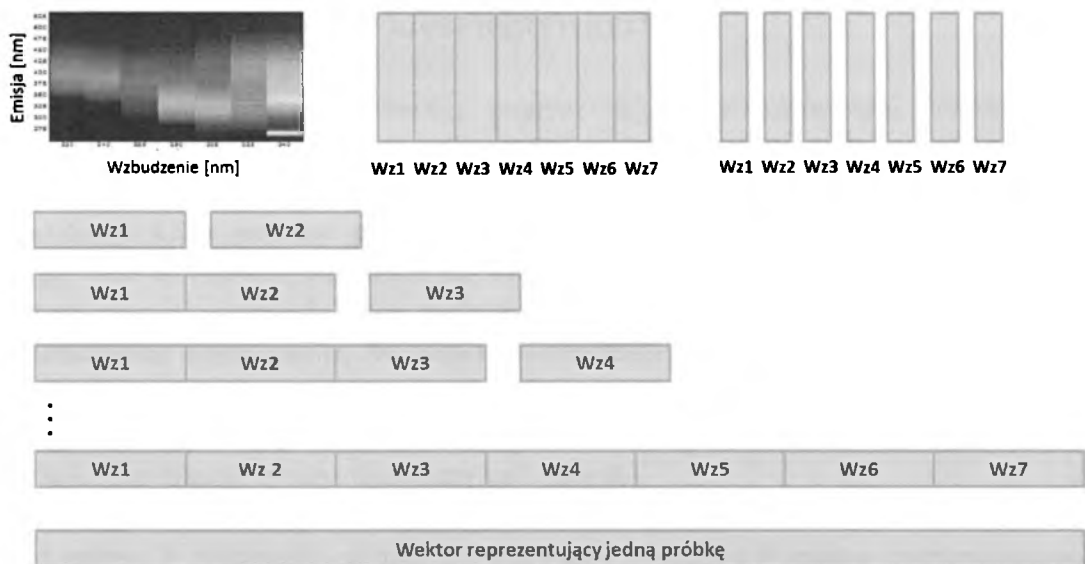 Emisja [nm]
Wzbudzenie [nm]
Wz1 Wz2 Wz3 Wz4 Wz5 Wz6 Wz7
Wz1 Wz2 Wz3 Wz4 Wz5 Wz6 Wz7
Wz1 Wz2
Wz1 Wz2 Wz3
Wz1 Wz2 Wz3 Wz4
Wz1 Wz 2 Wz3 Wz4 Wz5 Wz6 Wz7
Wektor reprezentujący jedną próbkę